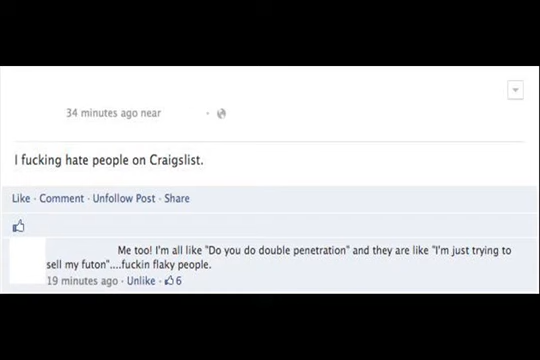 34 minutes ago near ·
I fucking hate people on Craigslist.
Like · Comment · Unfollow Post · Share
Me too! I'm all like "Do you do double penetration" and they are like "I'm just trying to
sell my futon"....fuckin flaky people.
19 minutes ago · Unlike · 6